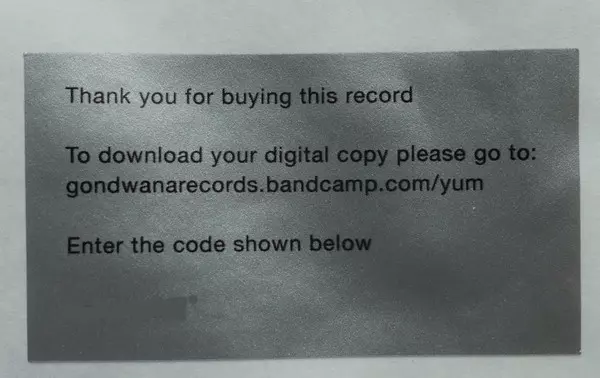 Thank you for buying this record
To download your digital copy please go to:
gondwanarecords.bandcamp.com/yum
Enter the code shown below